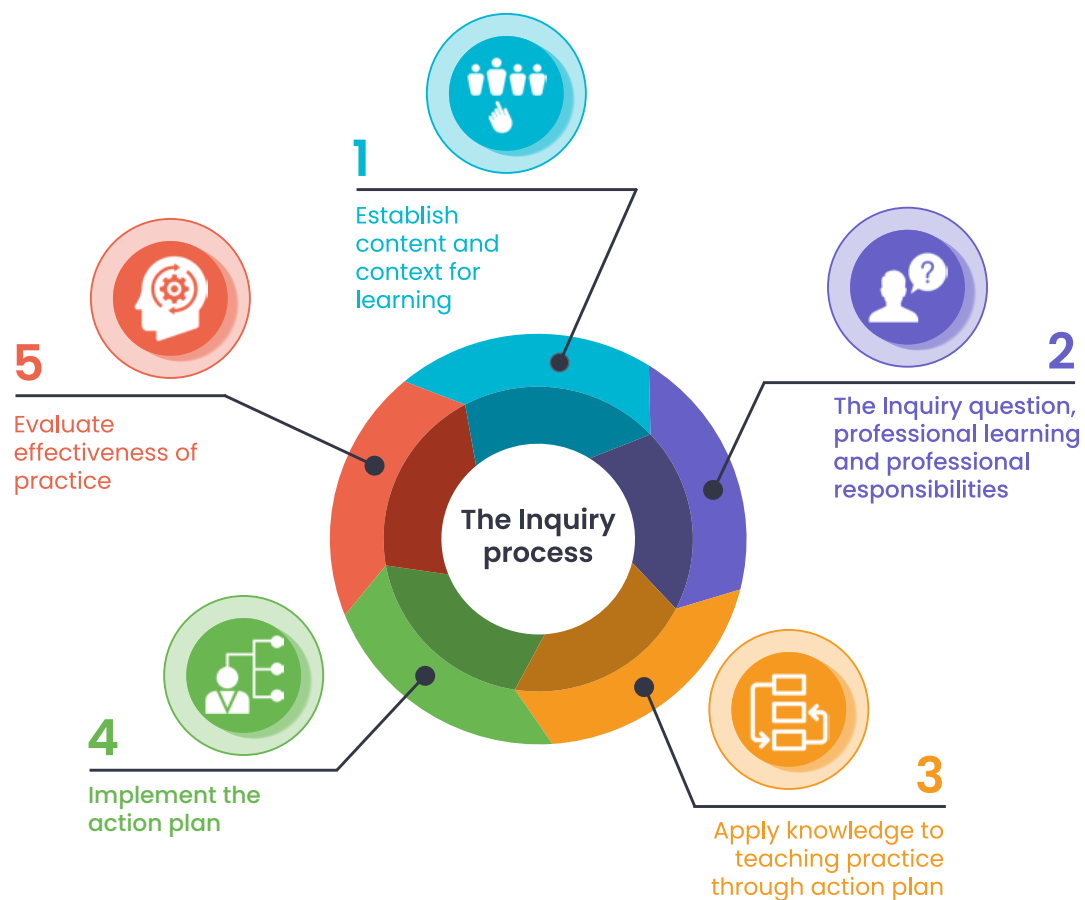 1
Establish
content and
context for
learning
?
2
The Inquiry question,
professional learning
and professional
responsibilities
3
Apply knowledge to
teaching practice
through action plan
4
Implement the
action plan
5
Evaluate
effectiveness of
practice
The Inquiry
process